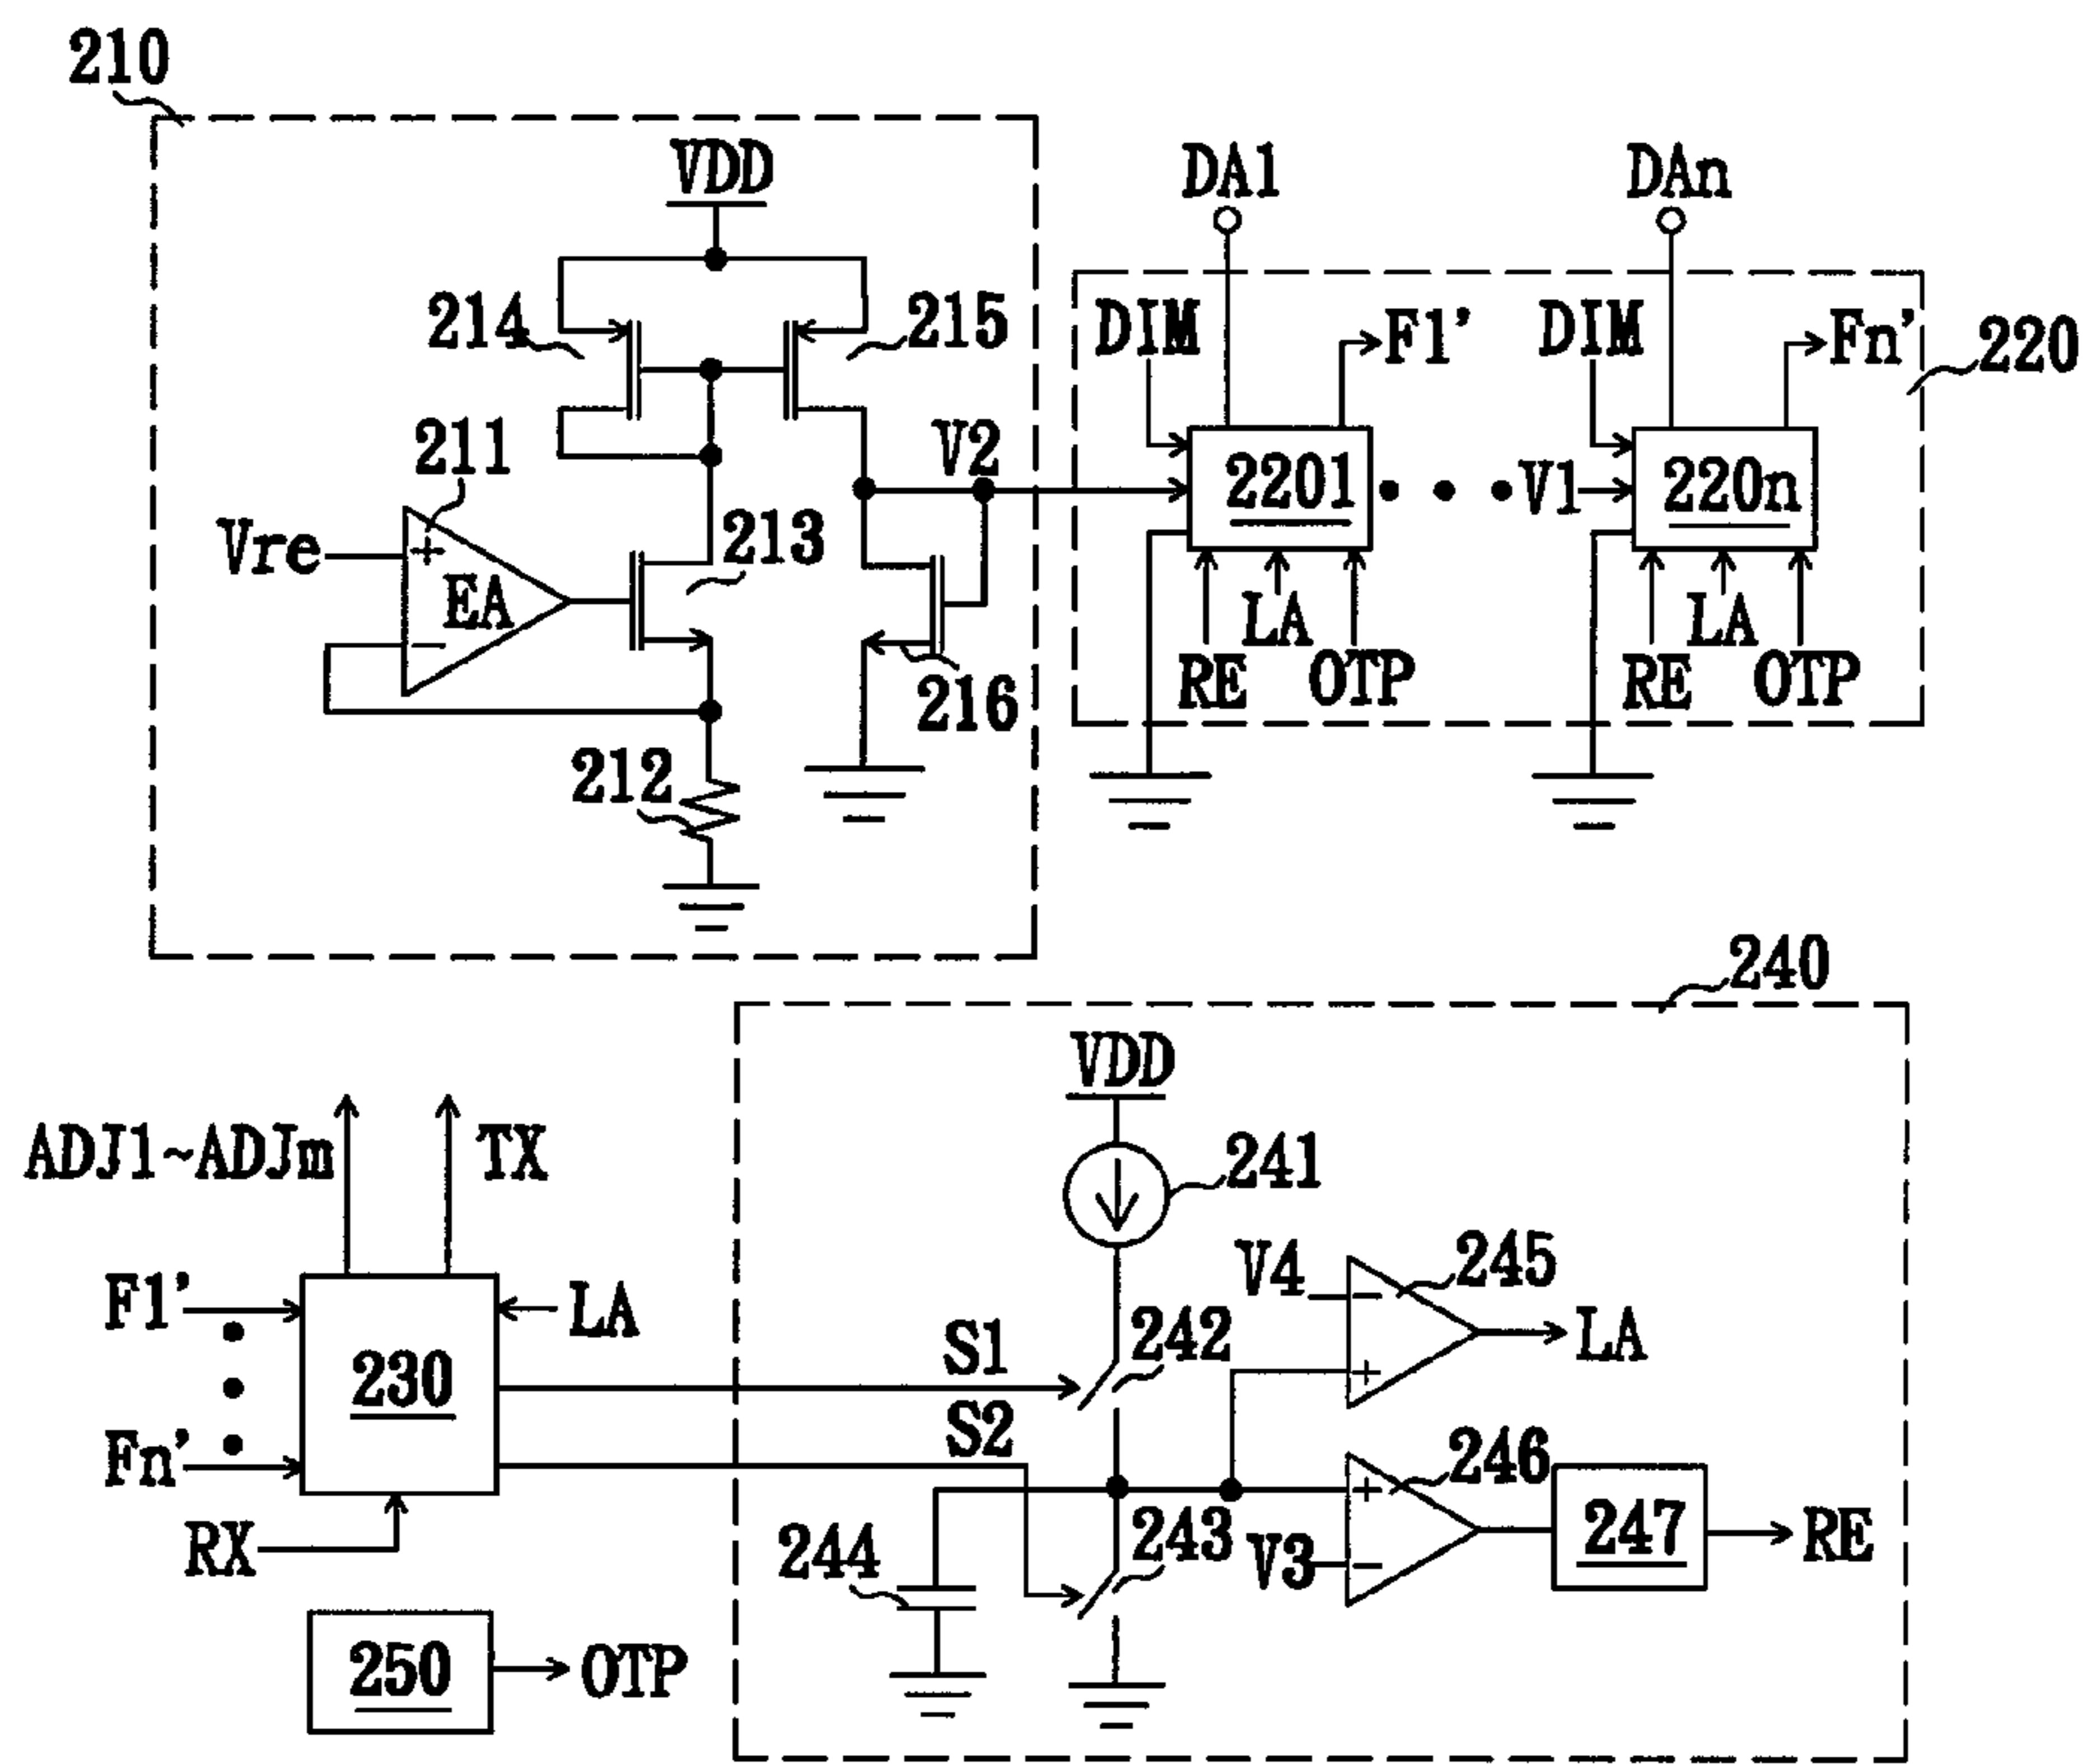 210
VDD
DA1
DAn
214
215
DIM
F1'
DIM
Fn'
220
211
V2
2201
V1
220n
Vre
+
EA
-
213
LA
LA
RE
OTP
RE
OTP
216
212
240
VDD
ADJ1~ADJm
TX
241
V4
-
245
F1'
LA
S1
242
LA
230
+
S2
Fn'
246
+
243
247
RE
RX
244
V3
-
250
OTP